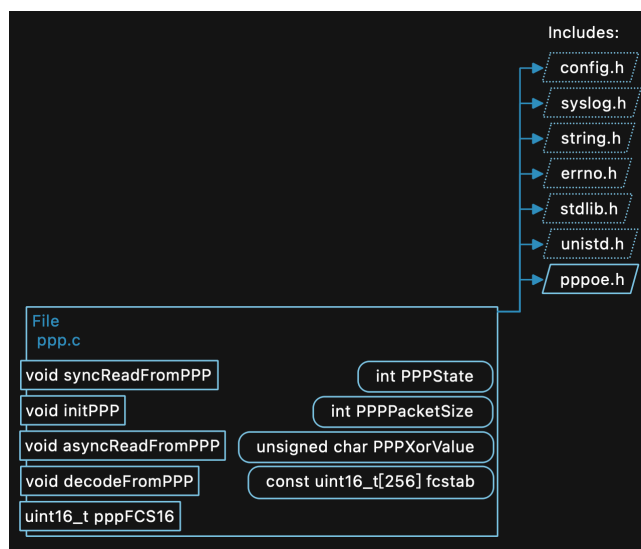 Includes:
config.h
syslog.h
string.h
errno.h
stdlib.h
unistd.h
pppoe.h
File
ppp.c
void syncReadFromPPP
int PPPState
void initPPP
int PPPPacketSize
void asyncReadFromPPP
unsigned char PPPXorValue
void decodeFromPPP
const uint16_t[256] fcstab
uint16_t pppFCS16